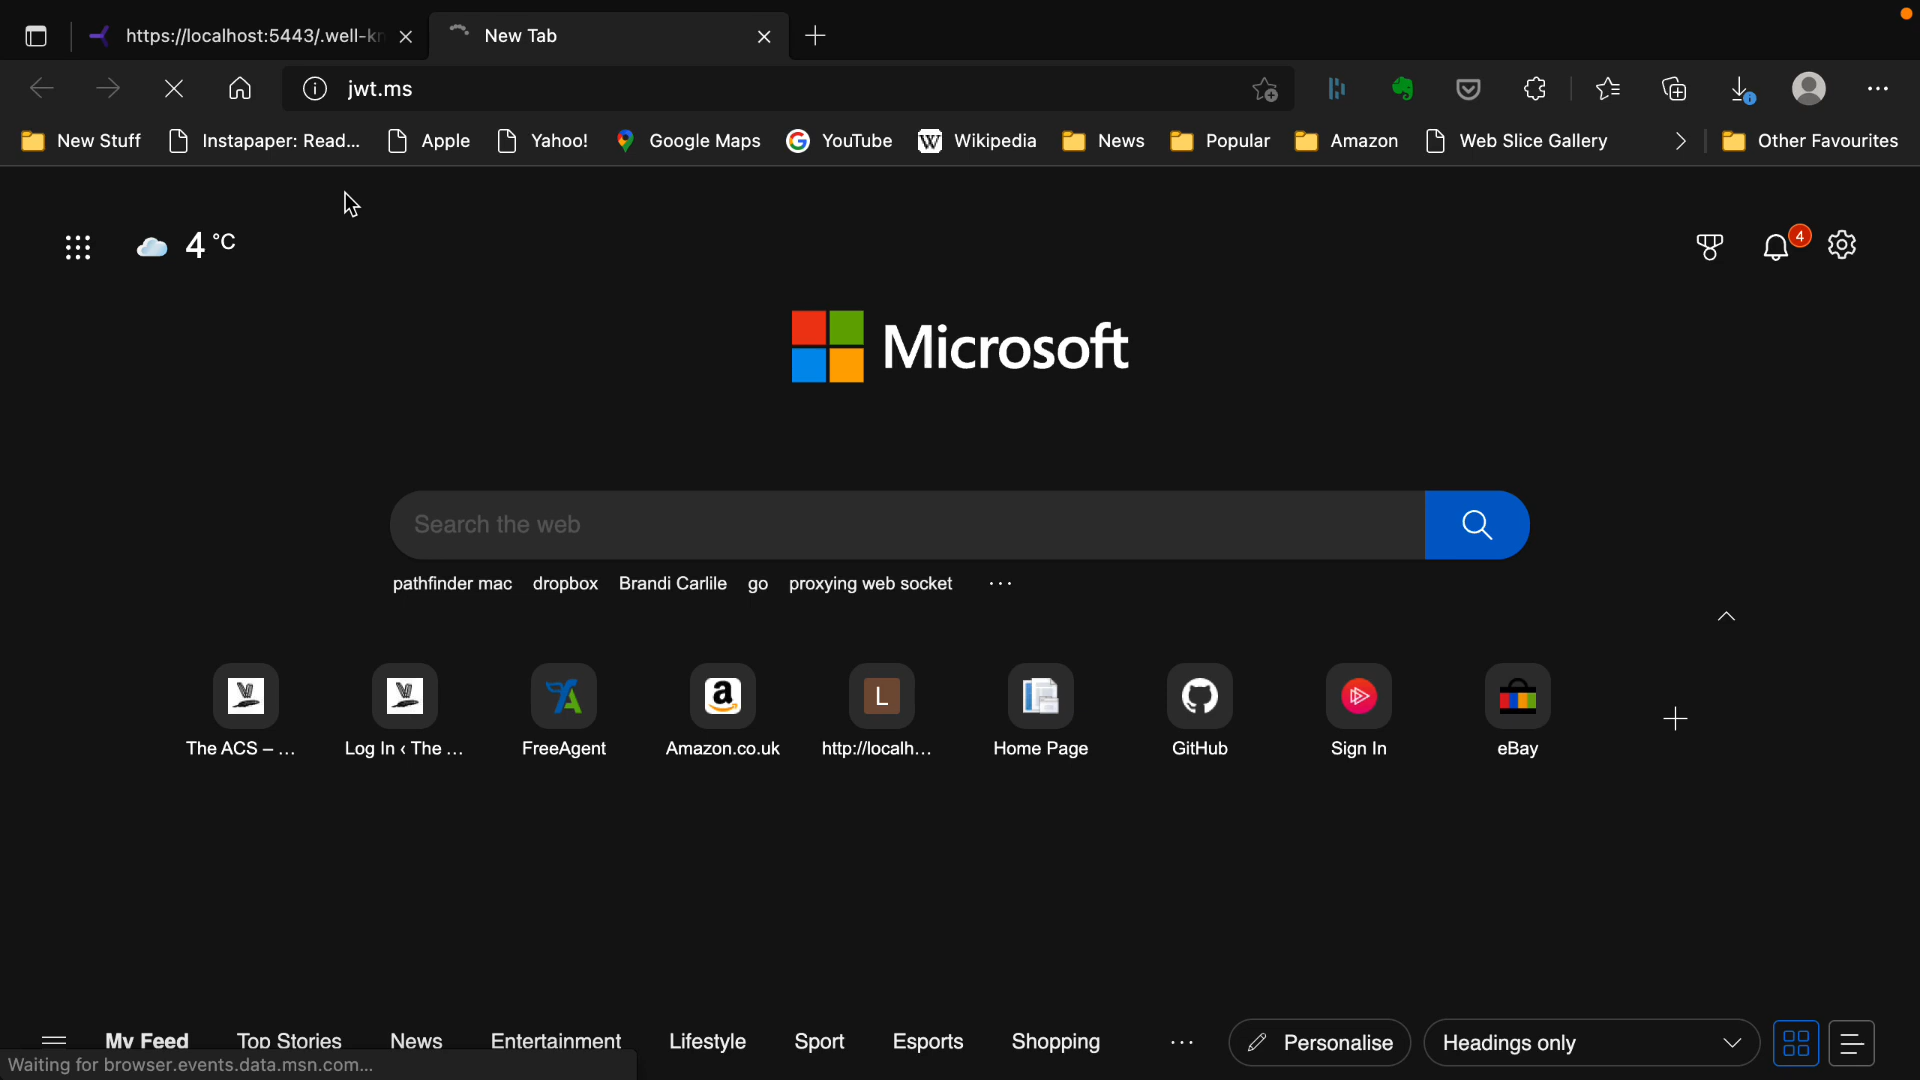 https://localhost:5443/.well-kn
New Tab
jwt.ms
New Stuff
Instapaper: Read...
Apple
Yahoo!
Google Maps
YouTube
Wikipedia
News
Popular
Amazon
Web Slice Gallery
Other Favourites
4 °C
4
Microsoft
Search the web
pathfinder mac dropbox Brandi Carlile go proxying web socket ...
The ACS – ...
Log In ‹ The ...
FreeAgent
Amazon.co.uk
http://localh...
Home Page
GitHub
Sign In
eBay
My Feed
Top Stories
News
Entertainment
Lifestyle
Sport
Esports
Shopping
Personalise
Headings only
Waiting for browser.events.data.msn.com...